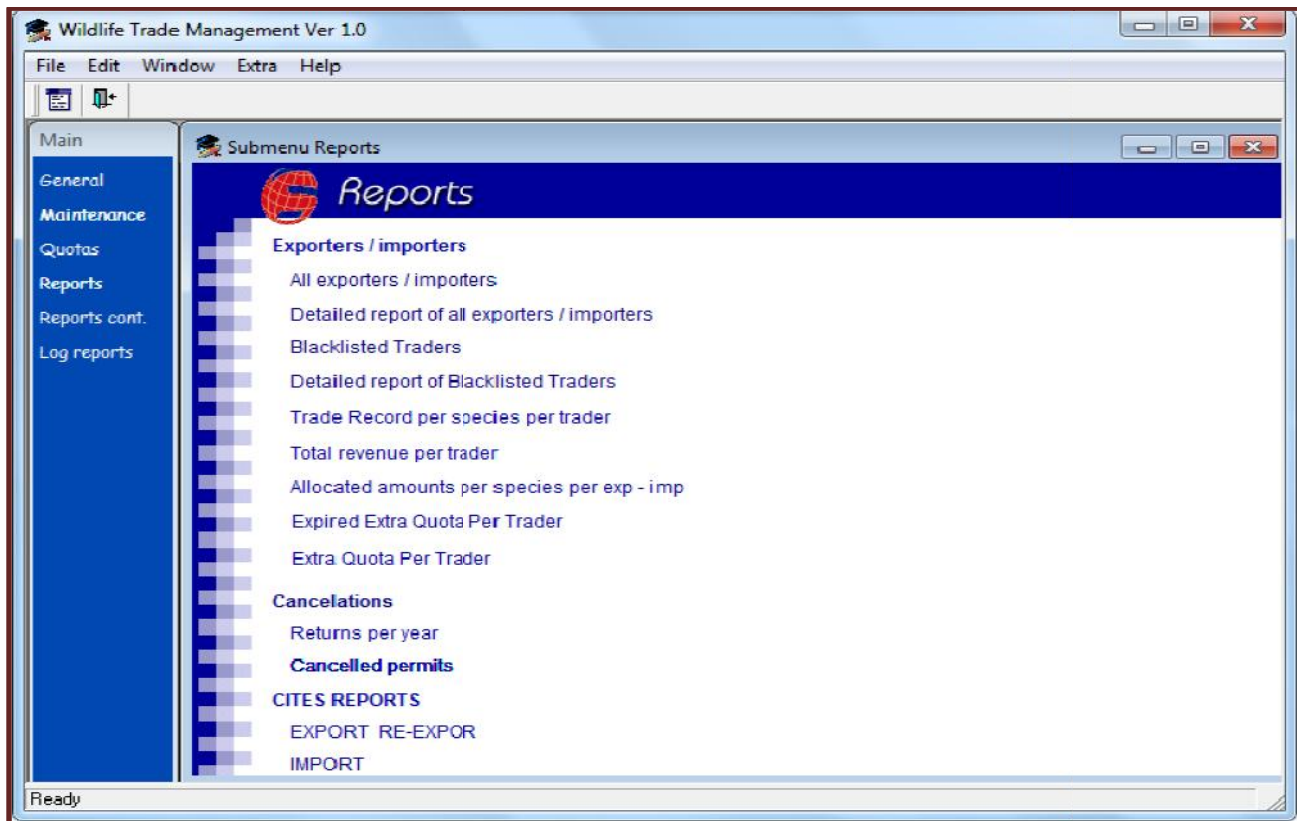 Wildlife Trade Management Ver 1.0
File Edit Window Extra Help
Main
General
Maintenance
Quotas
Reports
Reports cont.
Log reports
Submenu Reports
Reports
Exporters / importers
All exporters / importers
Detailed report of all exporters / importers
Blacklisted Traders
Detailed report of Blacklisted Traders
Trade Record per species per trader
Total revenue per trader
Allocated amounts per species per exp - imp
Expired Extra Quota Per Trader
Extra Quota Per Trader
Cancelations
Returns per year
Cancelled permits
CITES REPORTS
EXPORT RE-EXPOR
IMPORT
Ready